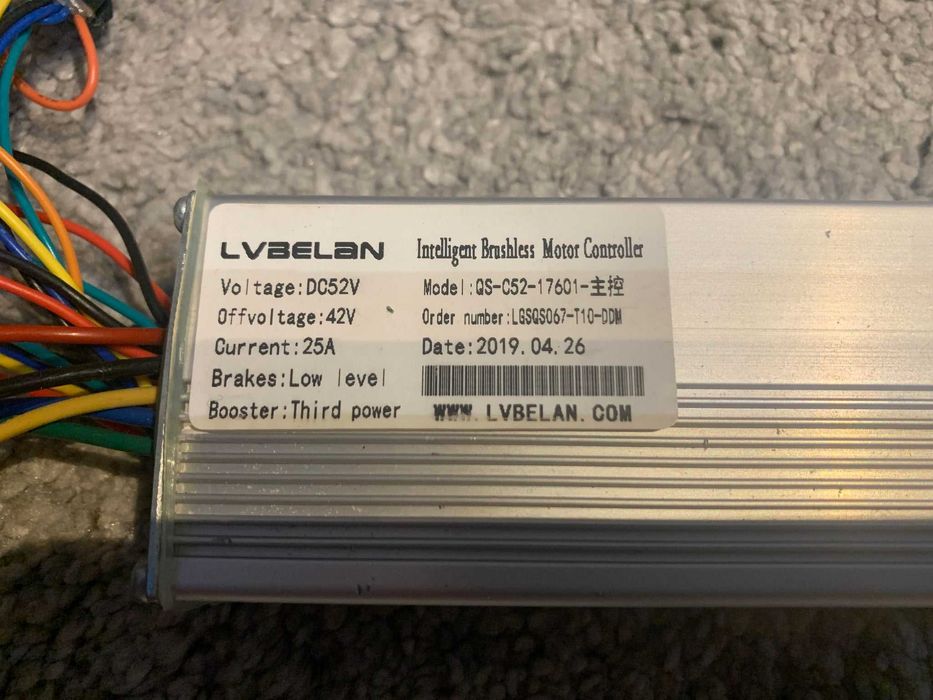 LVBELAN Intelligent Brushless Motor Controller
Voltage:DC52V Model:QS-C52-17601-主控
Offvoltage:42V Order number:LGSQS067-T10-DDM
Current:25A Date:2019.04.26
Brakes:Low level
Booster:Third power WWW.LVBELAN.COM